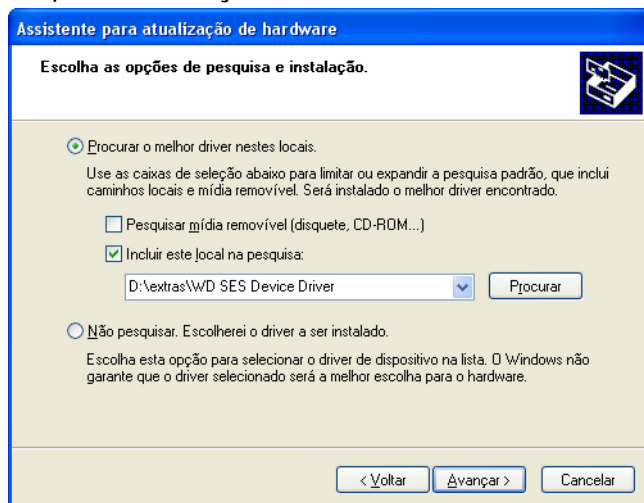 Assistente para atualização de hardware
Escolha as opções de pesquisa e instalação.
Procurar o melhor driver nestes locais.
Use as caixas de seleção abaixo para limitar ou expandir a pesquisa padrão, que inclui
caminhos locais e mídia removível. Será instalado o melhor driver encontrado.
Pesquisar mídia removível (disquete, CD-ROM...)
Incluir este local na pesquisa:
D:\extras\WD SES Device Driver
Procurar
Não pesquisar. Escolherei o driver a ser instalado.
Escolha esta opção para selecionar o driver de dispositivo na lista. O Windows não
garante que o driver selecionado será a melhor escolha para o hardware.
< Voltar
Avançar >
Cancelar